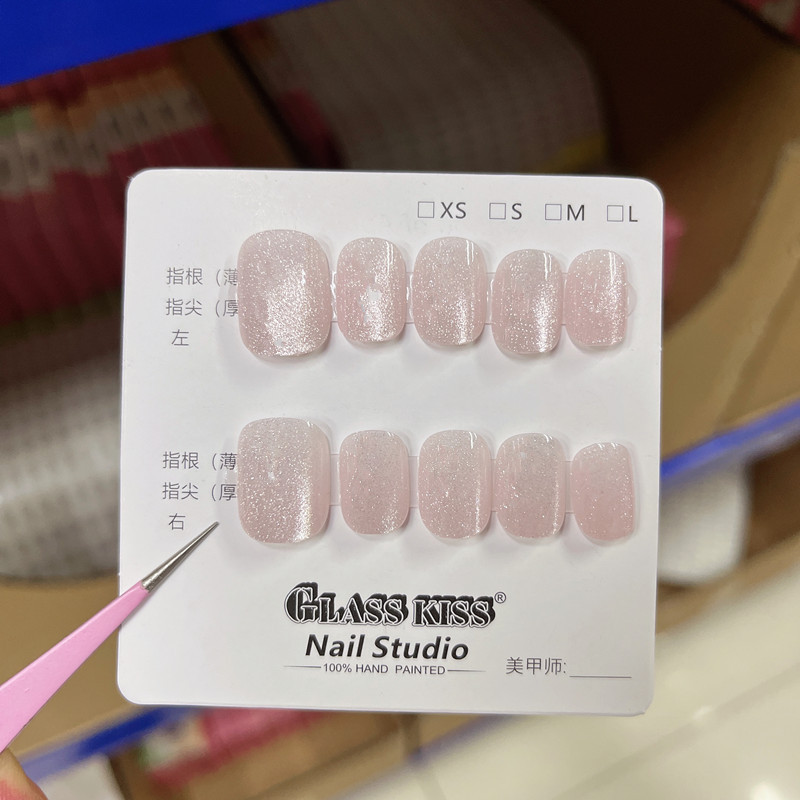 □XS □S □M □L
指根（薄
指尖（厚
左
指根（薄
指尖（厚
右
GLASS KISS®
Nail Studio
100% HAND PAINTED
美甲师:______